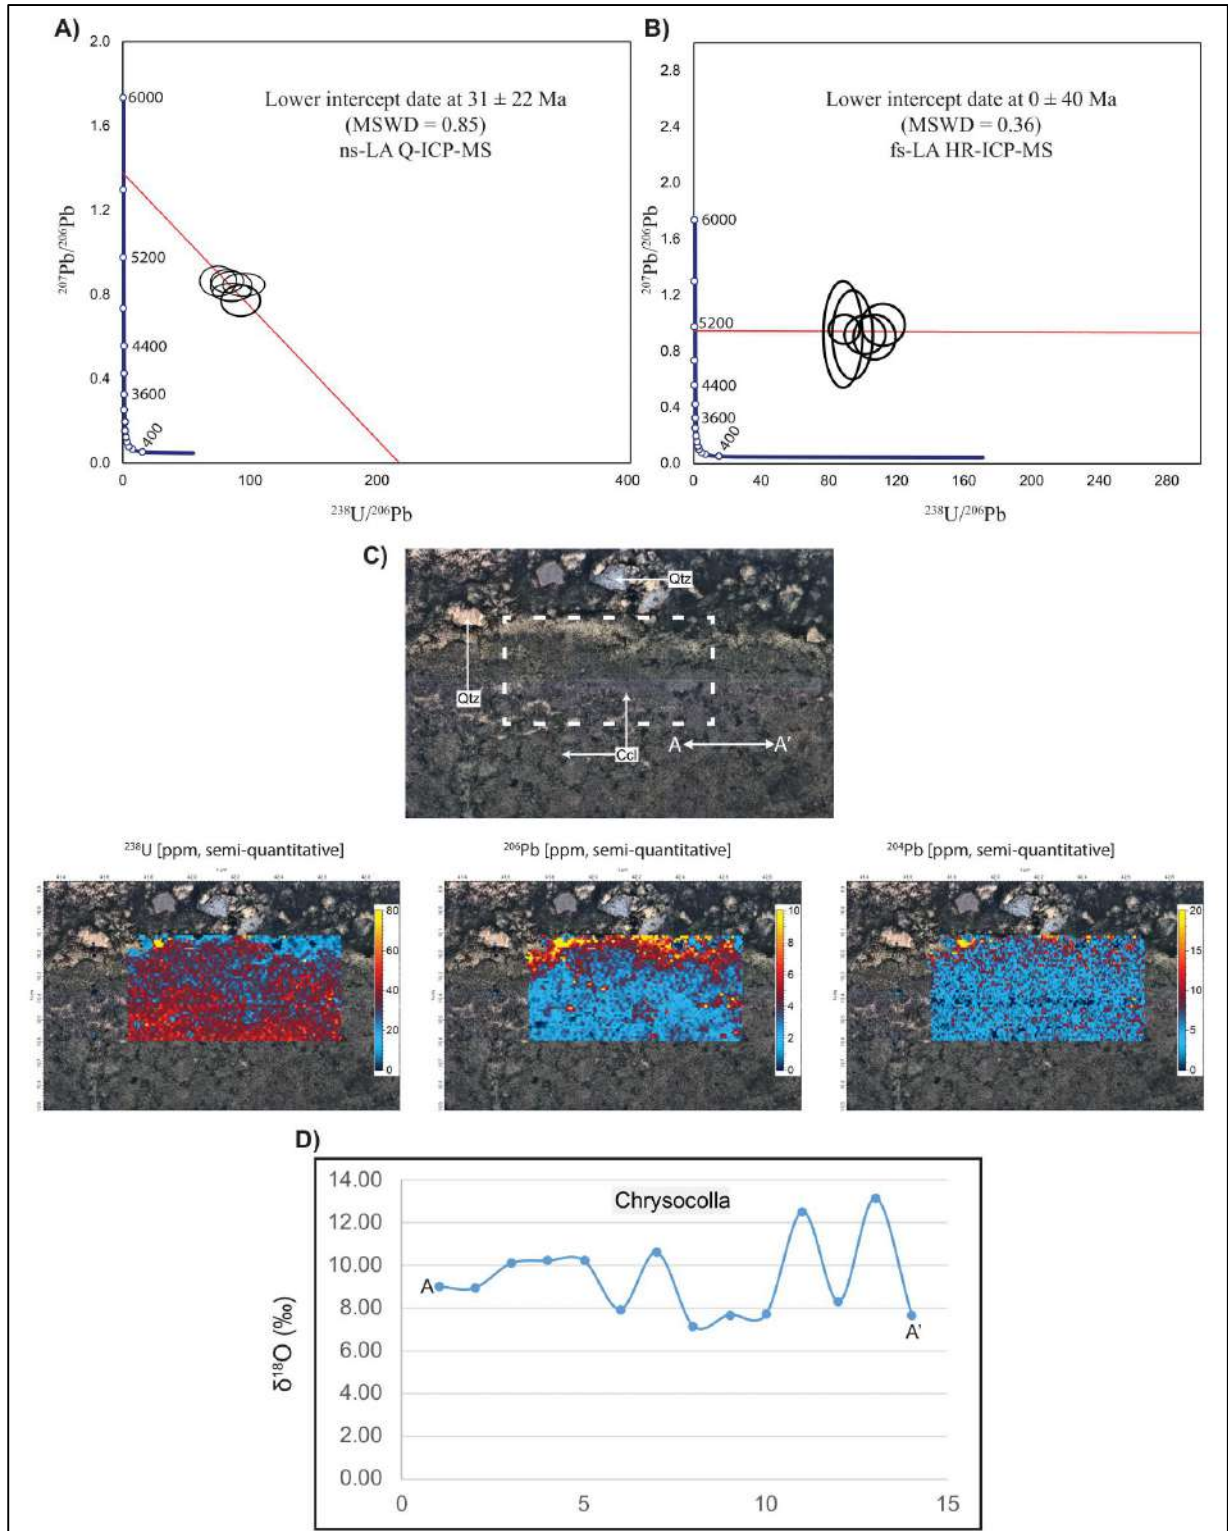 A)
2.0
1.6
1.2
0.8
0.4
0.0
6000
5200
4400
3600
400
Lower intercept date at 31 ± 22 Ma
(MSWD = 0.85)
ns-LA Q-ICP-MS
²⁰⁷Pb/²⁰⁶Pb
0 100 200 400
²³⁸U/²⁰⁶Pb
B)
2.8
2.4
2.0
1.6
1.2
0.8
0.4
0.0
6000
5200
4400
3600
400
Lower intercept date at 0 ± 40 Ma
(MSWD = 0.36)
fs-LA HR-ICP-MS
²⁰⁷Pb/²⁰⁶Pb
0 40 80 120 160 200 240 280
²³⁸U/²⁰⁶Pb
C)
Qtz
Qtz
Ccl
A A'
²³⁸U [ppm, semi-quantitative]
80
60
40
20
0
²⁰⁶Pb [ppm, semi-quantitative]
10
8
6
4
2
0
²⁰⁴Pb [ppm, semi-quantitative]
20
15
10
5
0
D)
14.00
12.00
10.00
8.00
6.00
4.00
2.00
0.00
Chrysocolla
A
A'
δ¹⁸O (‰)
0 5 10 15